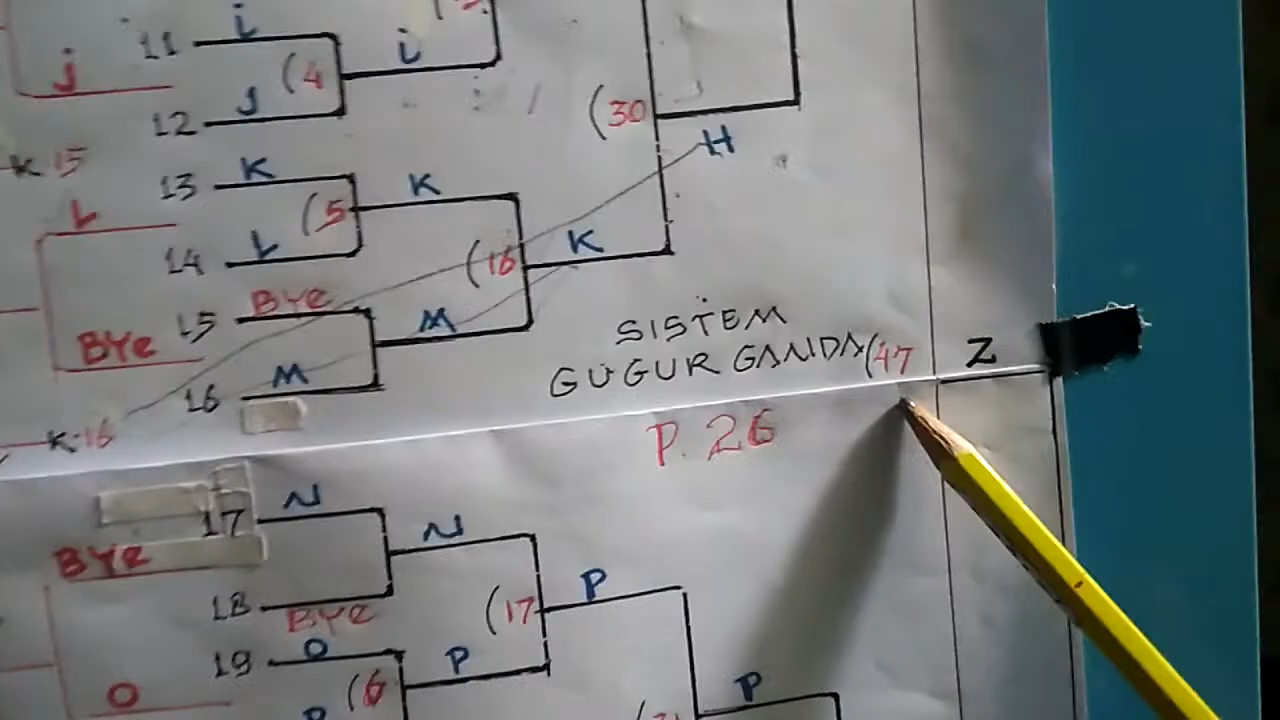 i
11
i
j
(4
J
12
(30
H
K 15
K
13
K
L
(5
L
14
K
(16
BYe
15
M
BYe
SISTEM
GUGUR GANDA (47
Z
M
16
K.16
P. 26
N
17
N
BYe
18
BYe
P
(17
O
19
P
(6
O
P